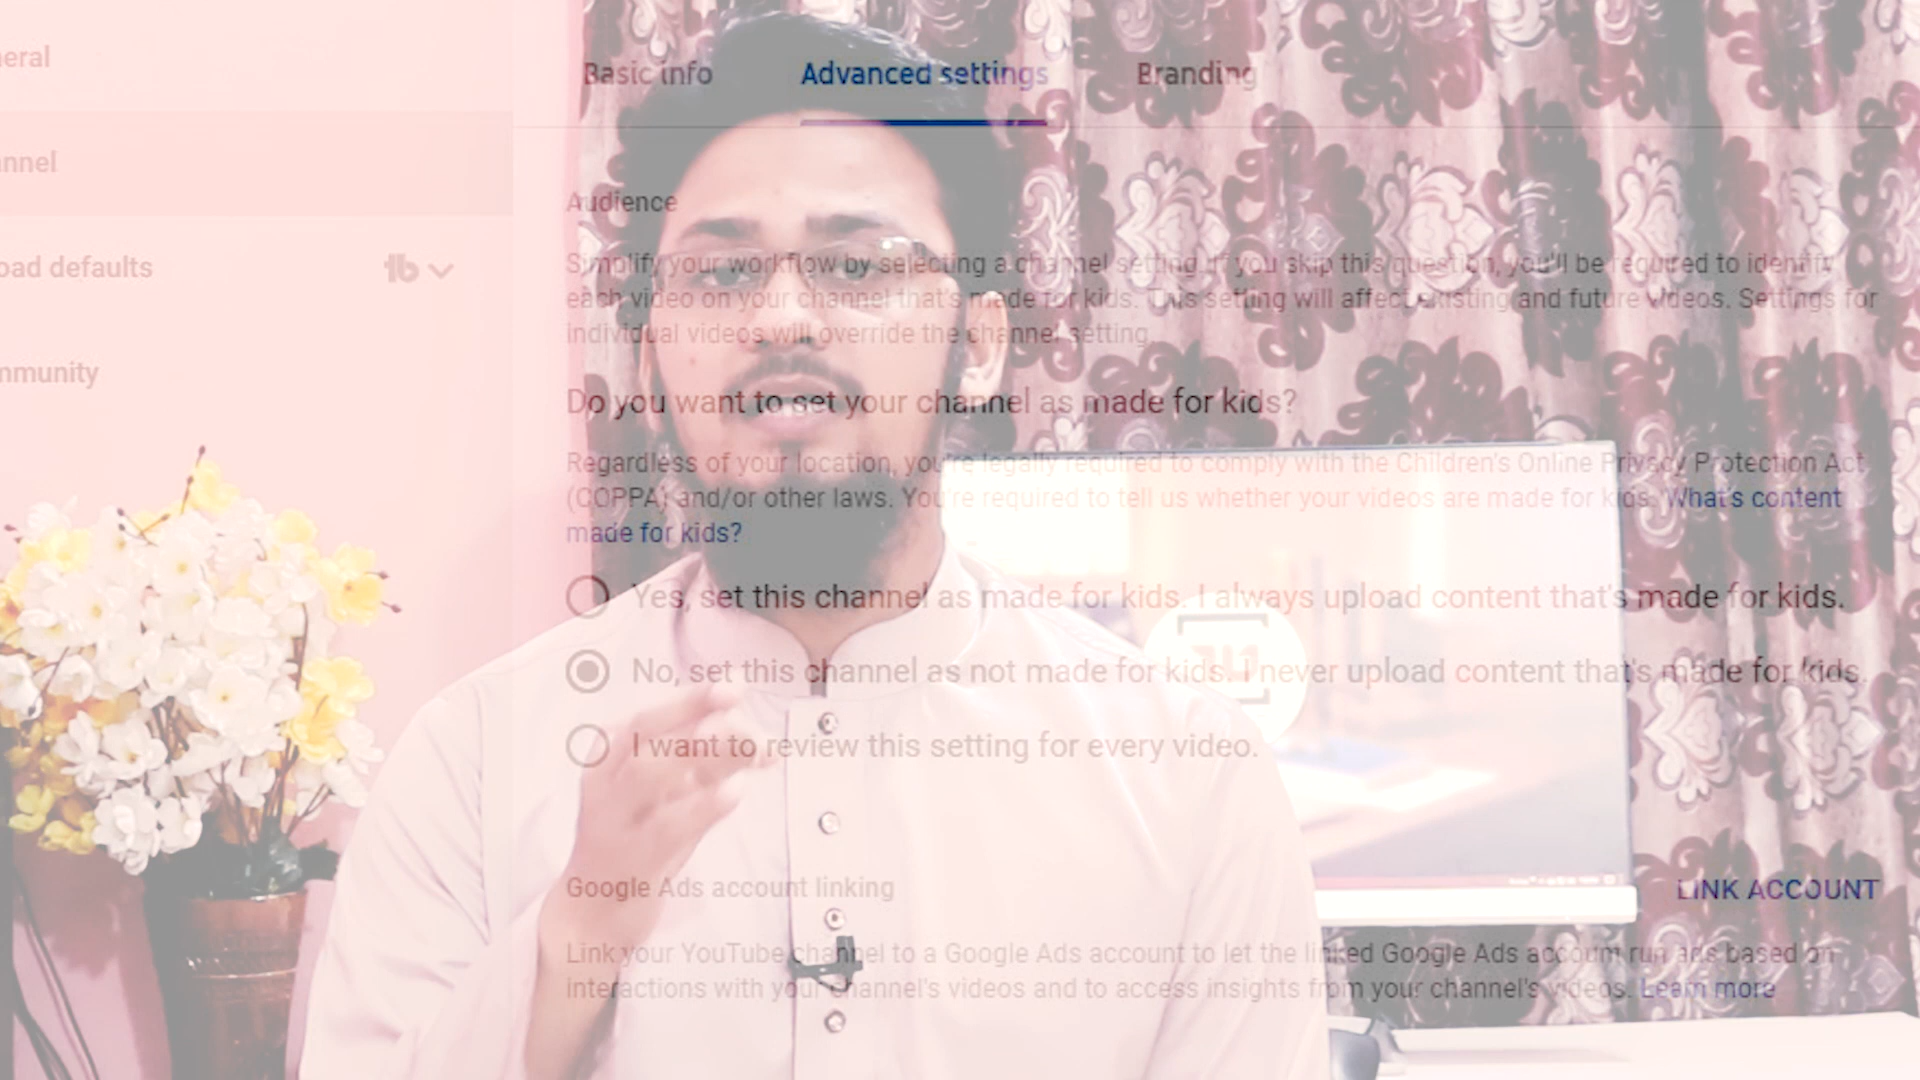 eral
Basic info
Advanced settings
Branding
nnel
Audience
oad defaults
Simplify your workflow by selecting a channel setting. If you skip this question, you'll be required to identify
each video on your channel that's made for kids. This setting will affect existing and future videos. Settings for
individual videos will override the channel setting
mmunity
Do you want to set your channel as made for kids?
Regardless of your location, you're legally required to comply with the Children's Online Privacy Protection Act
(COPPA) and/or other laws. You're required to tell us whether your videos are made for kids. What's content
made for kids?
Yes, set this channel as made for kids. I always upload content that's made for kids.
No, set this channel as not made for kids. I never upload content that's made for kids.
I want to review this setting for every video.
Google Ads account linking
LINK ACCOUNT
Link your YouTube channel to a Google Ads account to let the linked Google Ads account run ads based on
interactions with your channel's videos and to access insights from your channel's videos. Learn more